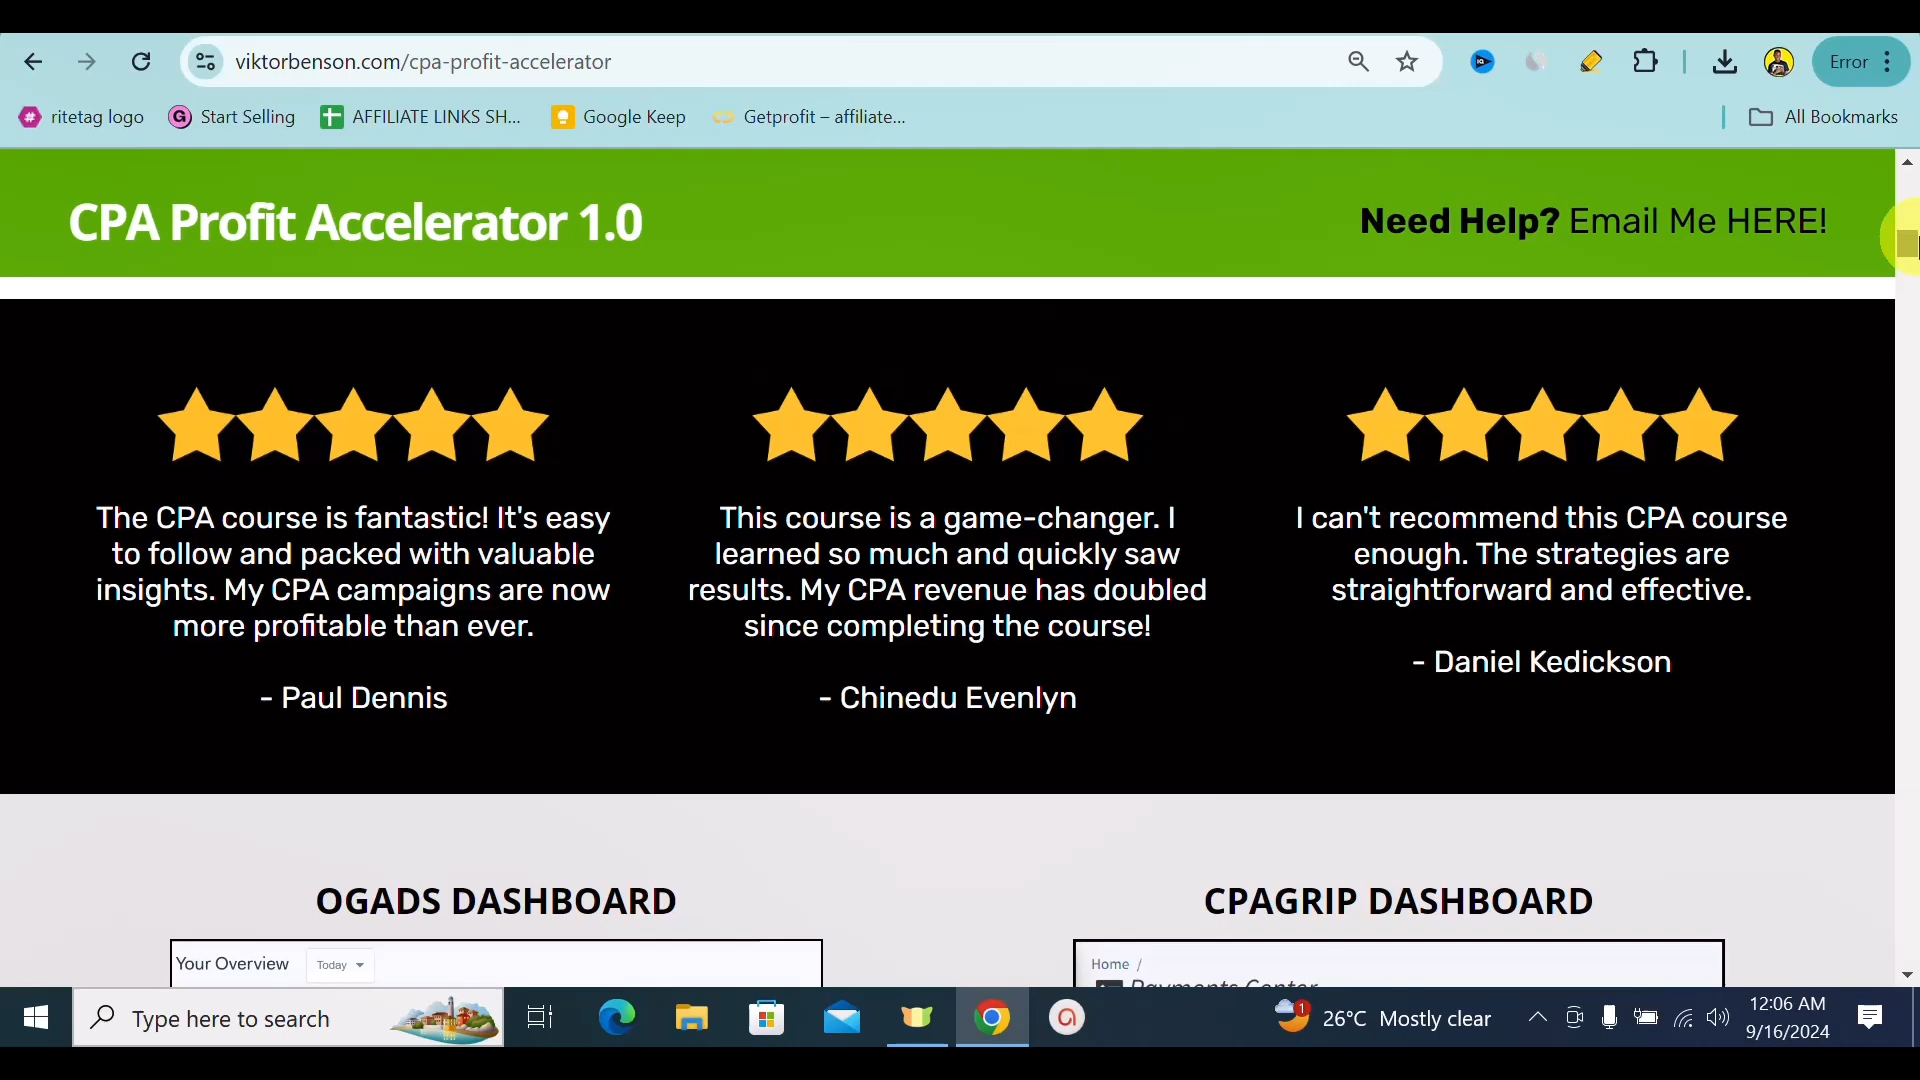 viktorbenson.com/cpa-profit-accelerator
Error
ritetag logo
Start Selling
AFFILIATE LINKS SH...
Google Keep
Getprofit – affiliate...
All Bookmarks
CPA Profit Accelerator 1.0
Need Help? Email Me HERE!
The CPA course is fantastic! It's easy
to follow and packed with valuable
insights. My CPA campaigns are now
more profitable than ever.
- Paul Dennis
This course is a game-changer. I
learned so much and quickly saw
results. My CPA revenue has doubled
since completing the course!
- Chinedu Evenlyn
I can't recommend this CPA course
enough. The strategies are
straightforward and effective.
- Daniel Kedickson
OGADS DASHBOARD
CPAGRIP DASHBOARD
Your Overview
Today
Home /
Payments Center
Type here to search
1
26°C Mostly clear
12:06 AM
9/16/2024